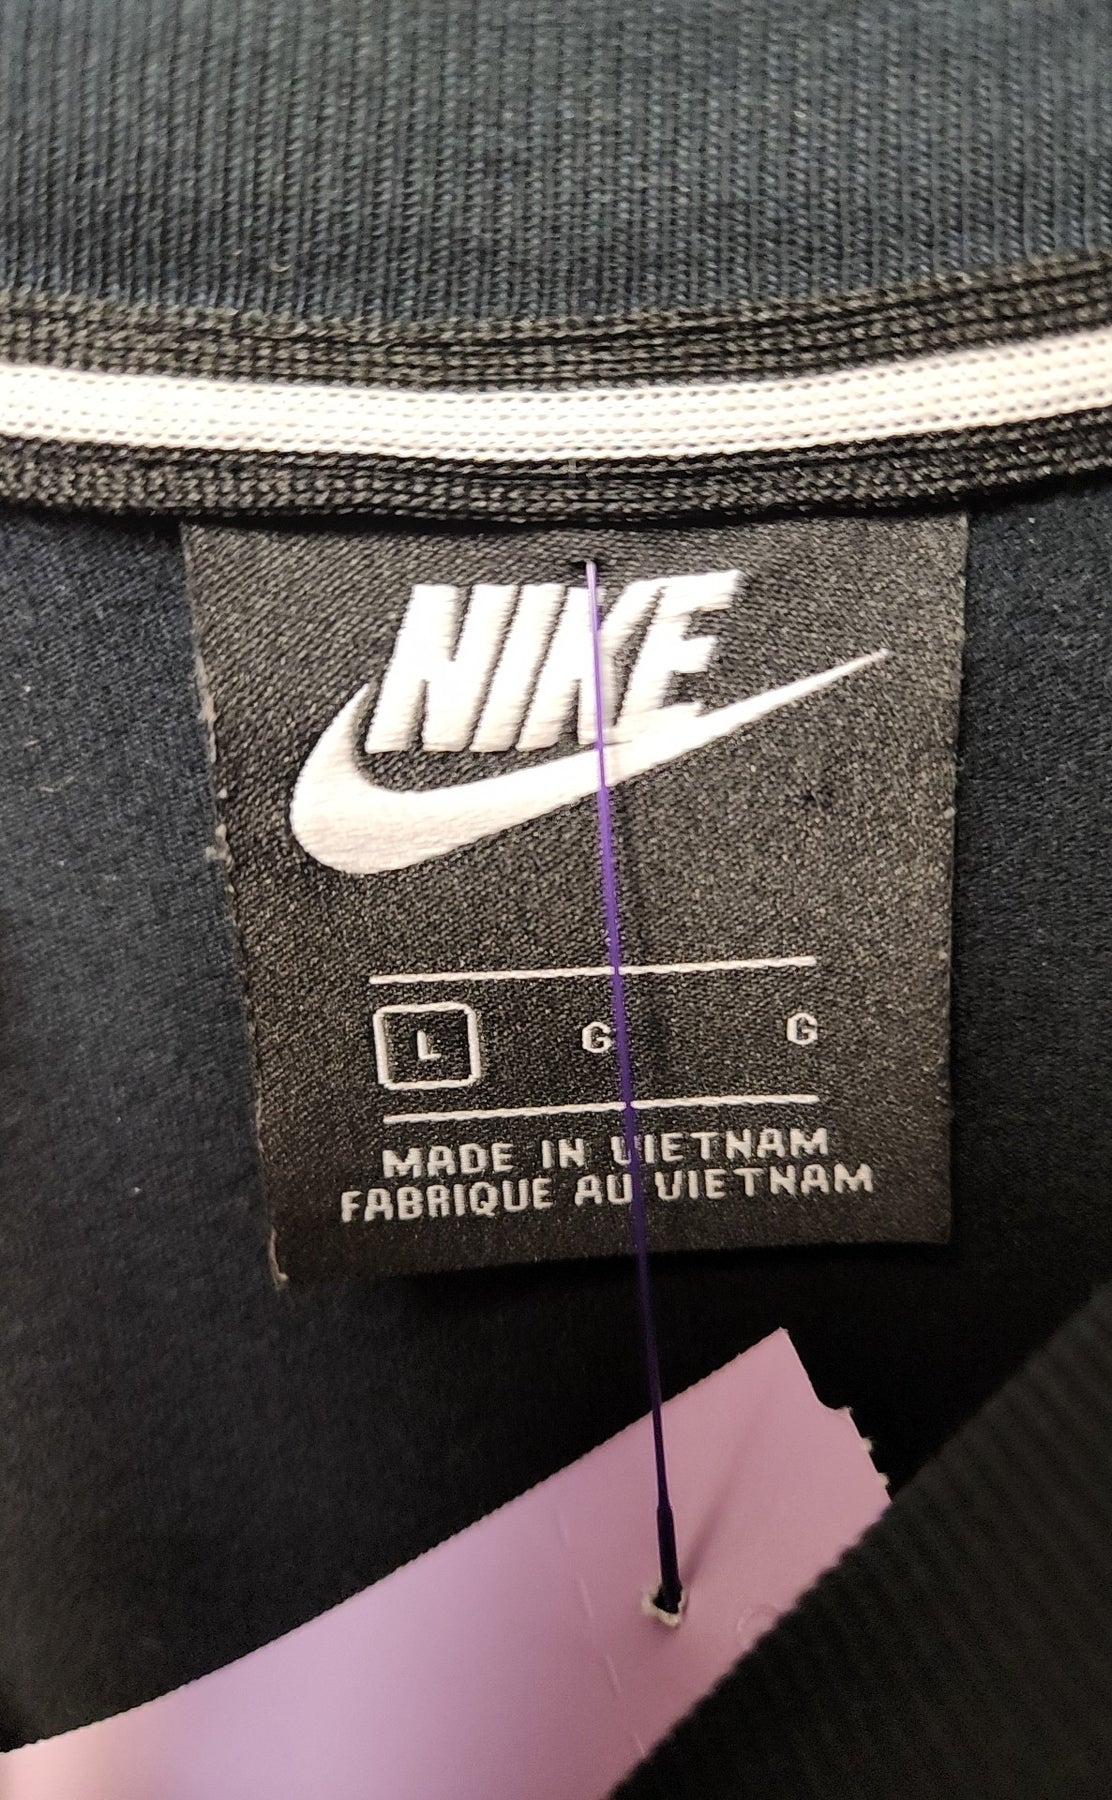 NIKE
L G G
MADE IN VIETNAM
FABRIQUE AU VIETNAM